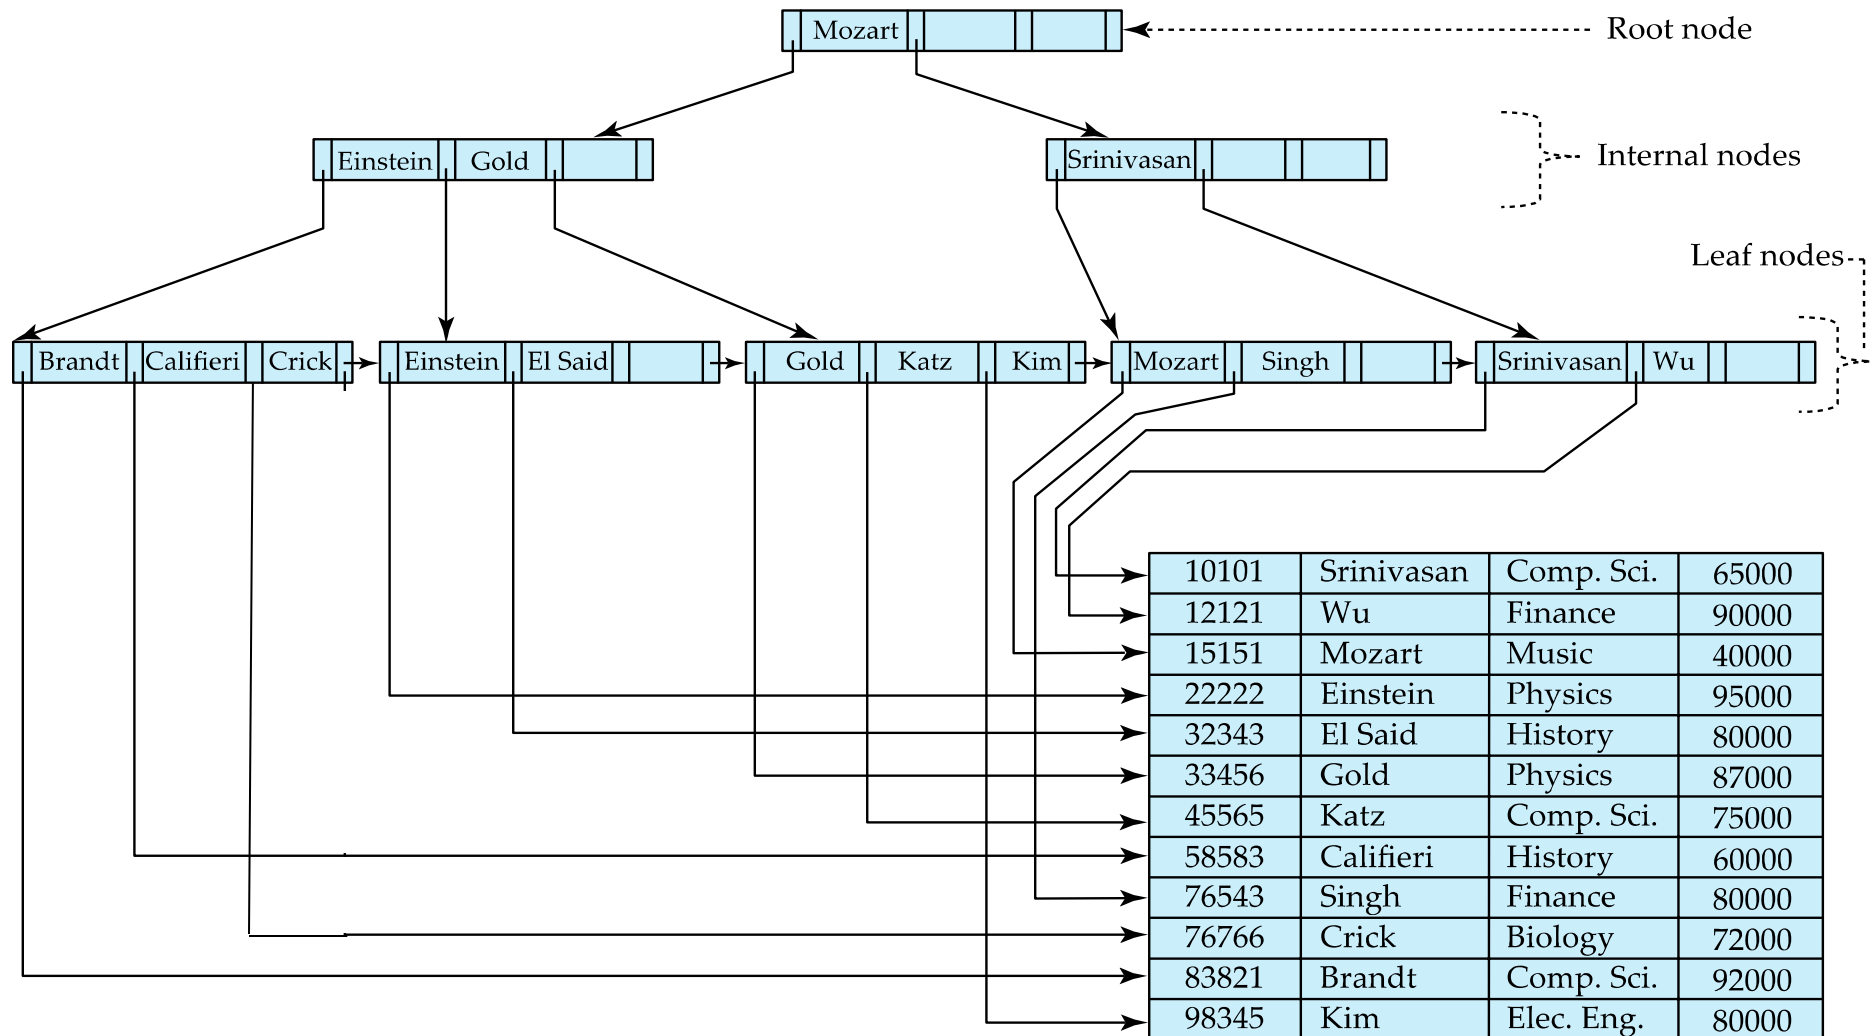 Mozart
Root node
Einstein Gold
Srinivasan
Internal nodes
Leaf nodes
Brandt Califieri Crick
Einstein El Said
Gold Katz Kim
Mozart Singh
Srinivasan Wu
10101 Srinivasan Comp. Sci. 65000
12121 Wu Finance 90000
15151 Mozart Music 40000
22222 Einstein Physics 95000
32343 El Said History 80000
33456 Gold Physics 87000
45565 Katz Comp. Sci. 75000
58583 Califieri History 60000
76543 Singh Finance 80000
76766 Crick Biology 72000
83821 Brandt Comp. Sci. 92000
98345 Kim Elec. Eng. 80000